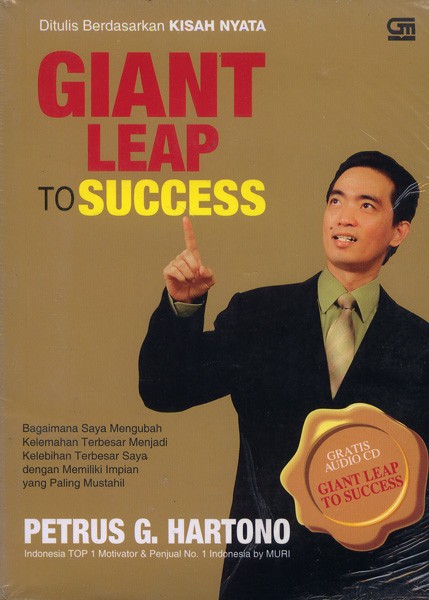 Ditulis Berdasarkan KISAH NYATA
GM
GIANT
LEAP
TO SUCCESS
Bagaimana Saya Mengubah
Kelemahan Terbesar Menjadi
Kelebihan Terbesar Saya
dengan Memiliki Impian
yang Paling Mustahil
GRATIS
AUDIO CD
GIANT LEAP
TO SUCCESS
PETRUS G. HARTONO
Indonesia TOP 1 Motivator & Penjual No. 1 Indonesia by MURI